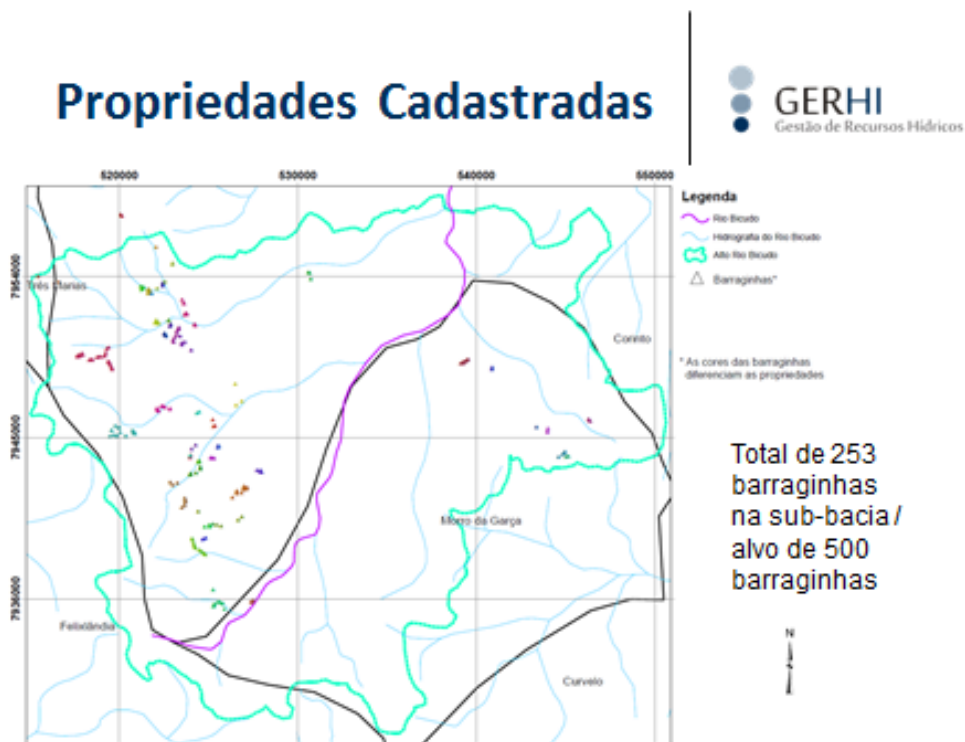 Propriedades Cadastradas
GERHI
Gestão de Recursos Hídricos
520000
530000
540000
550000
7954000
7945000
7936000
Três Marias
Corinto
Morro da Garça
Felixlândia
Curvelo
Legenda
Rio Bicudo
Hidrografia do Rio Bicudo
Alto Rio Bicudo
Barraginhas*
* As cores das barraginhas
diferenciam as propriedades
Total de 253
barraginhas
na sub-bacia /
alvo de 500
barraginhas
N